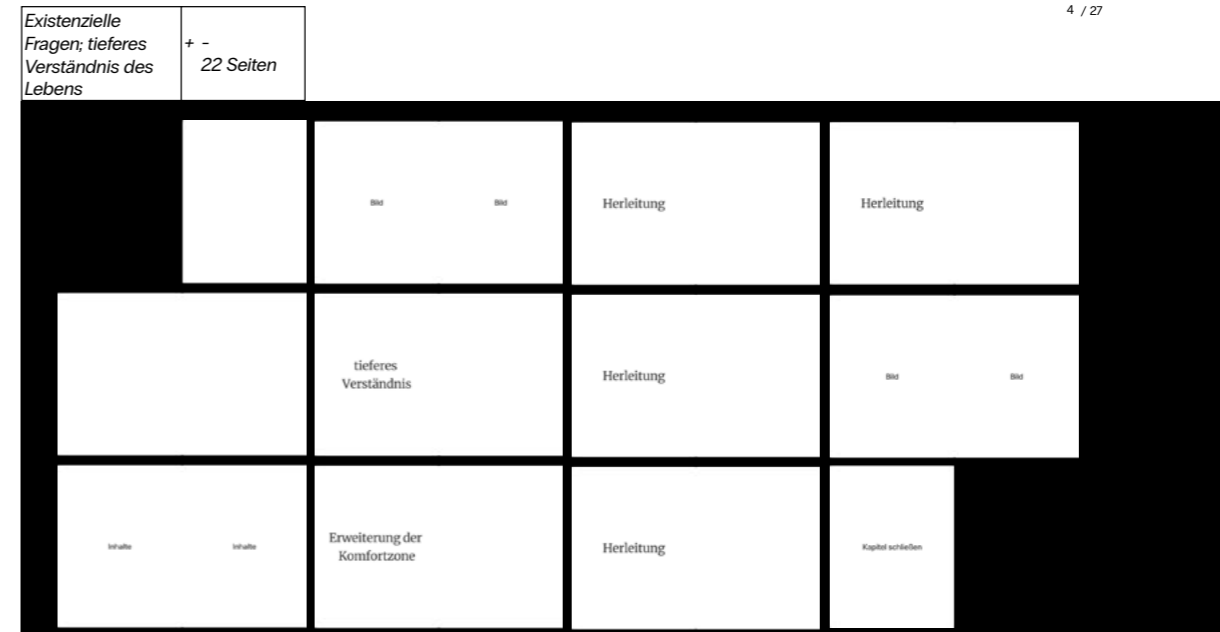 4 / 27
Existenzielle
Fragen; tieferes
Verständnis des
Lebens
+ -
22 Seiten
Bild
Bild
Herleitung
Herleitung
tieferes
Verständnis
Herleitung
Bild
Bild
Inhalte
Inhalte
Erweiterung der
Komfortzone
Herleitung
Kapitel schließen